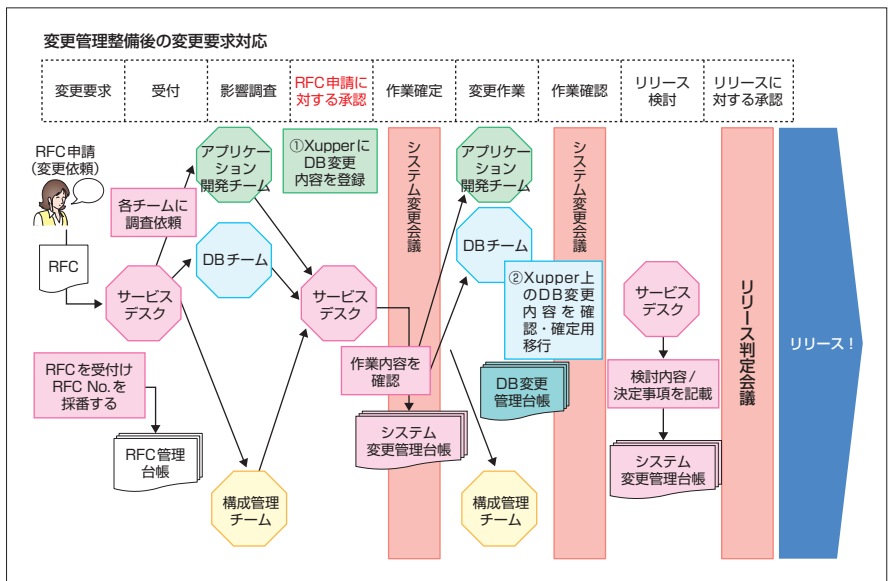 変更管理整備後の変更要求対応
変更要求
受付
影響調査
RFC申請に
対する承認
作業確定
変更作業
作業確認
リリース
検討
リリースに
対する承認
RFC申請
(変更依頼)
RFC
各チームに
調査依頼
サービス
デスク
RFCを受付け
RFC No.を
採番する
RFC管理
台帳
アプリケー
ション
開発チーム
DBチーム
構成管理
チーム
①Xupperに
DB変更
内容を登録
サービス
デスク
システム変更会議
作業内容を
確認
システム
変更管理台帳
アプリケー
ション
開発チーム
DBチーム
②Xupper上
のDB変更
内容を確
認・確定用
移行
DB変更
管理台帳
構成管理
チーム
システム変更会議
サービス
デスク
検討内容/
決定事項を記載
システム
変更管理台帳
リリース判定会議
リリース!